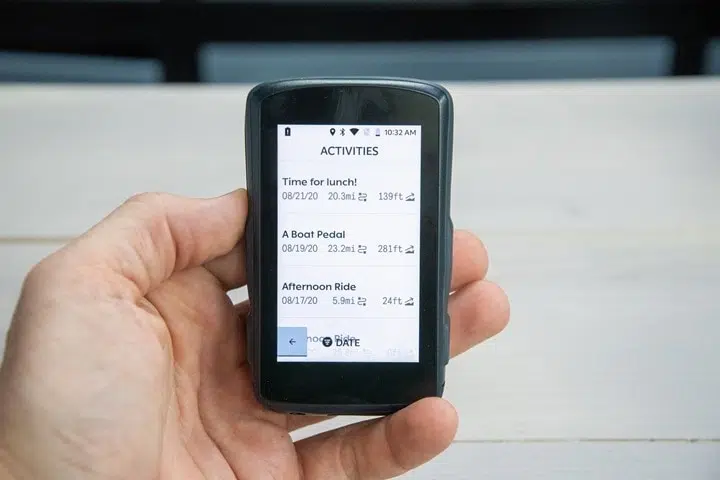 10:32 AM
ACTIVITIES
Time for lunch!
08/21/20 20.3mi 139ft
A Boat Pedal
08/19/20 23.2mi 281ft
Afternoon Ride
08/17/20 5.9mi 24ft
Ride
DATE